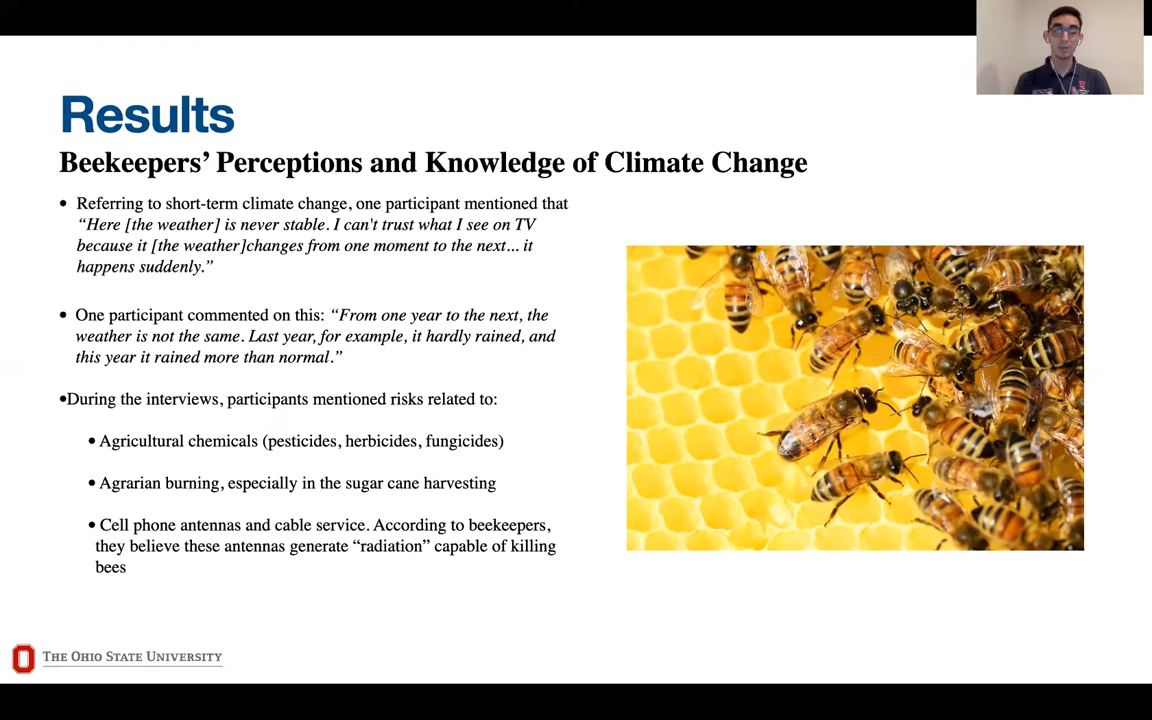 Results
Beekeepers’ Perceptions and Knowledge of Climate Change
• Referring to short-term climate change, one participant mentioned that
“Here [the weather] is never stable. I can't trust what I see on TV
because it [the weather]changes from one moment to the next... it
happens suddenly.”
• One participant commented on this: “From one year to the next, the
weather is not the same. Last year, for example, it hardly rained, and
this year it rained more than normal.”
•During the interviews, participants mentioned risks related to:
• Agricultural chemicals (pesticides, herbicides, fungicides)
• Agrarian burning, especially in the sugar cane harvesting
• Cell phone antennas and cable service. According to beekeepers,
they believe these antennas generate “radiation” capable of killing
bees
THE OHIO STATE UNIVERSITY